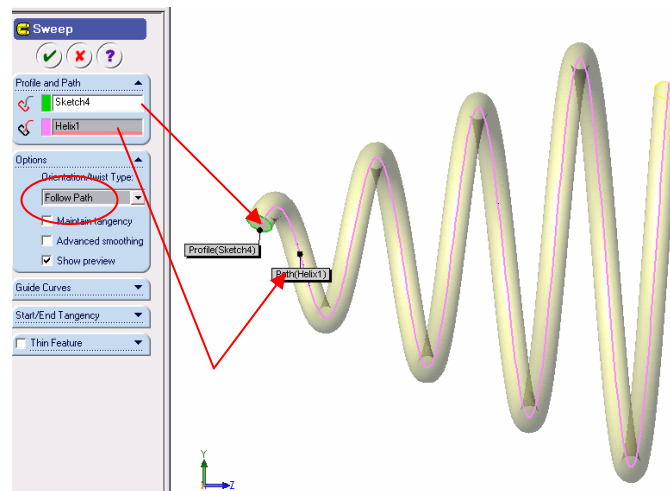 Sweep
?
Profile and Path
Sketch4
Helix1
Options
Orientation/twist Type:
Follow Path
Maintain tangency
Advanced smoothing
Show preview
Guide Curves
Start/End Tangency
Thin Feature
Profile(Sketch4)
Path(Helix1)
Y
Z